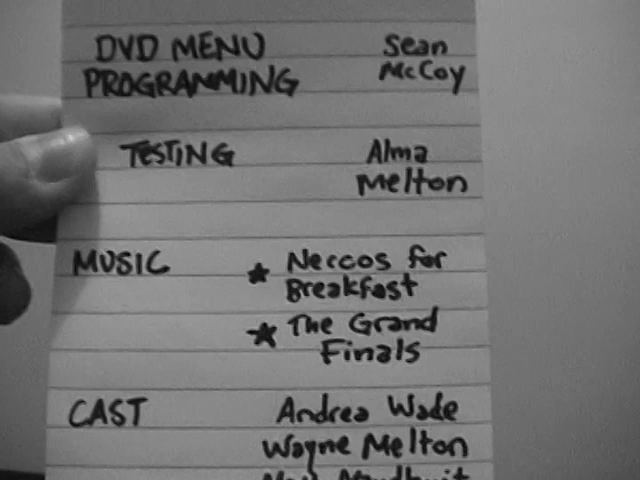 DVD MENU Sean
PROGRAMMING McCoy
TESTING Alma
Melton
MUSIC ★ Neccos for
Breakfast
★ The Grand
Finals
CAST Andrea Wade
Wayne Melton